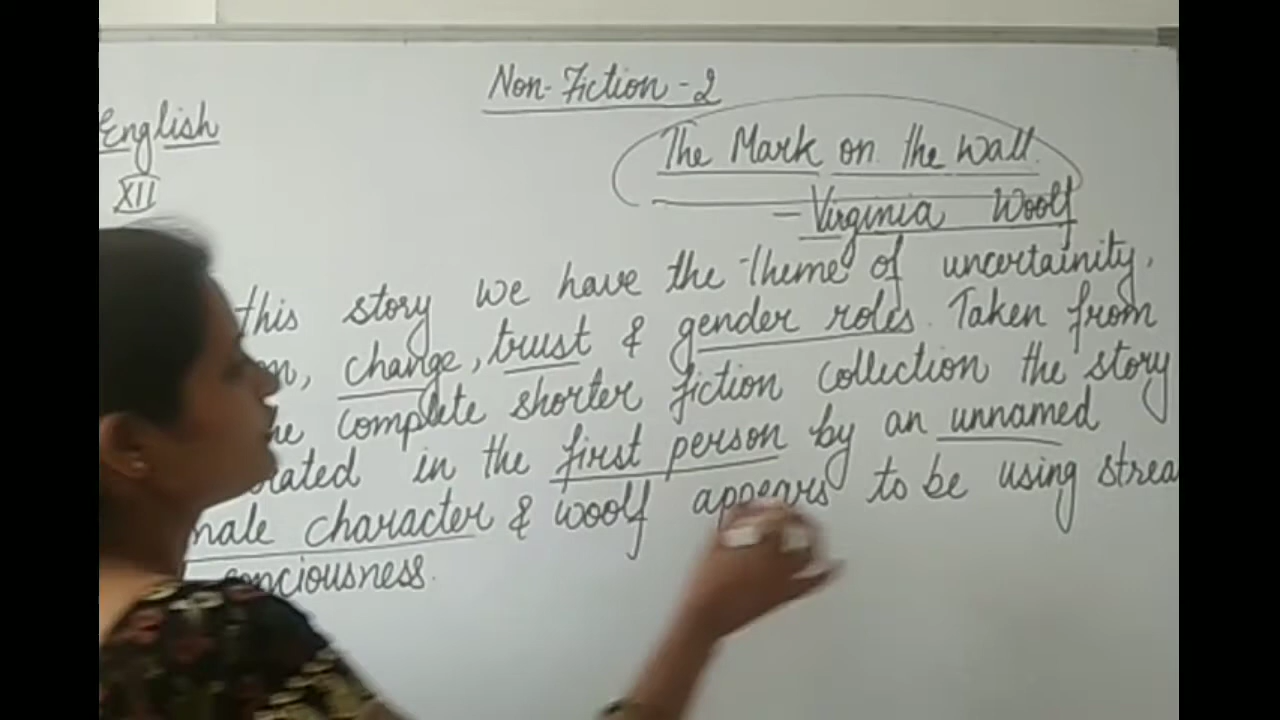 Non-Fiction - 2
English
XII
The Mark on the Wall.
- Virginia Woolf
this story we have the theme of uncertainity,
change, trust & gender roles. Taken from
complete shorter fiction collection the story
in the first person by an unnamed
male character & woolf appears to be using strea
conciousness.